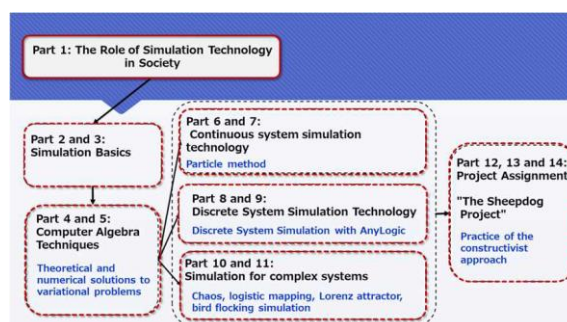 Part 1: The Role of Simulation Technology
in Society
Part 2 and 3:
Simulation Basics
Part 4 and 5:
Computer Algebra
Techniques
Theoretical and
numerical solutions to
variational problems
Part 6 and 7:
Continuous system simulation
technology
Particle method
Part 8 and 9:
Discrete System Simulation Technology
Discrete System Simulation with AnyLogic
Part 10 and 11:
Simulation for complex systems
Chaos, logistic mapping, Lorenz attractor,
bird flocking simulation
Part 12, 13 and 14:
Project Assignment
"The Sheepdog
Project"
Practice of the
constructivist
approach